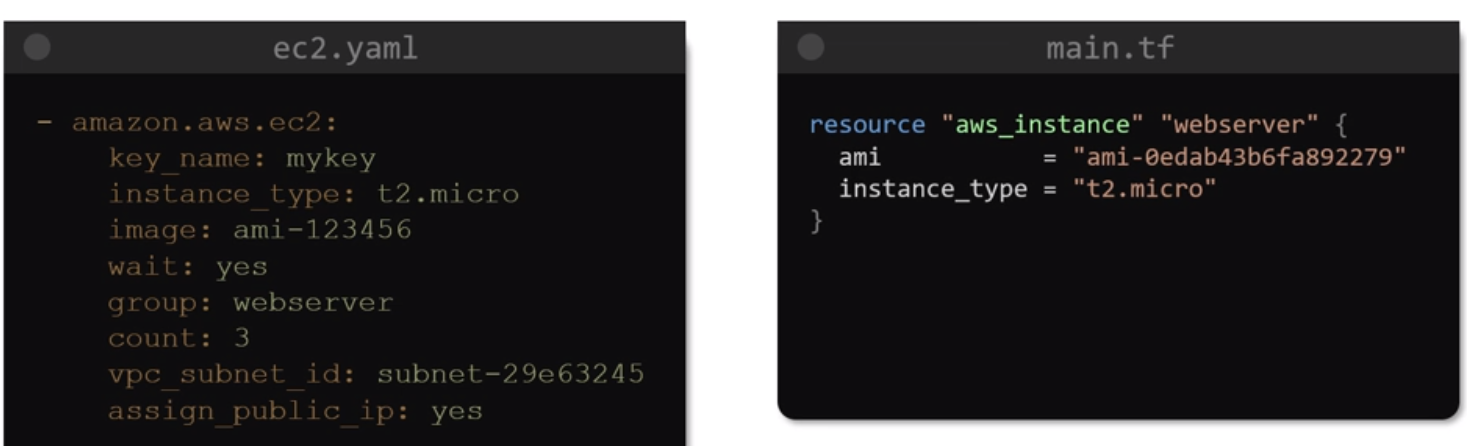 ec2.yaml
- amazon.aws.ec2:
key_name: mykey
instance_type: t2.micro
image: ami-123456
wait: yes
group: webserver
count: 3
vpc_subnet_id: subnet-29e63245
assign_public_ip: yes
main.tf
resource "aws_instance" "webserver" {
ami = "ami-0edab43b6fa892279"
instance_type = "t2.micro"
}